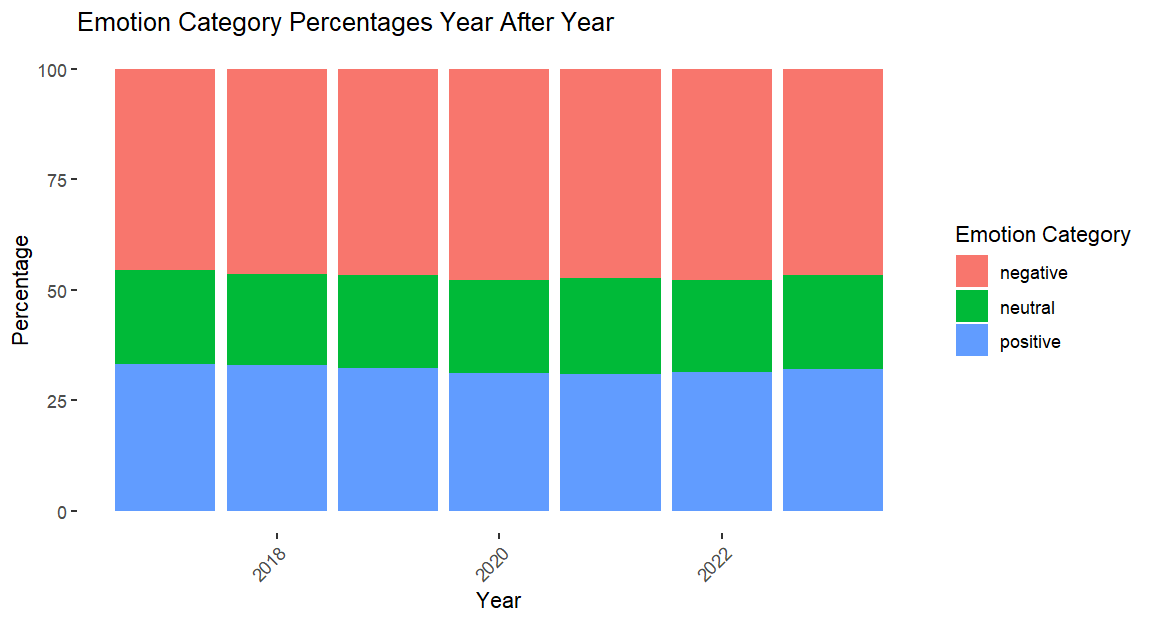 Emotion Category Percentages Year After Year
100
75
50
25
0
Percentage
2018
2020
2022
Year
Emotion Category
negative
neutral
positive